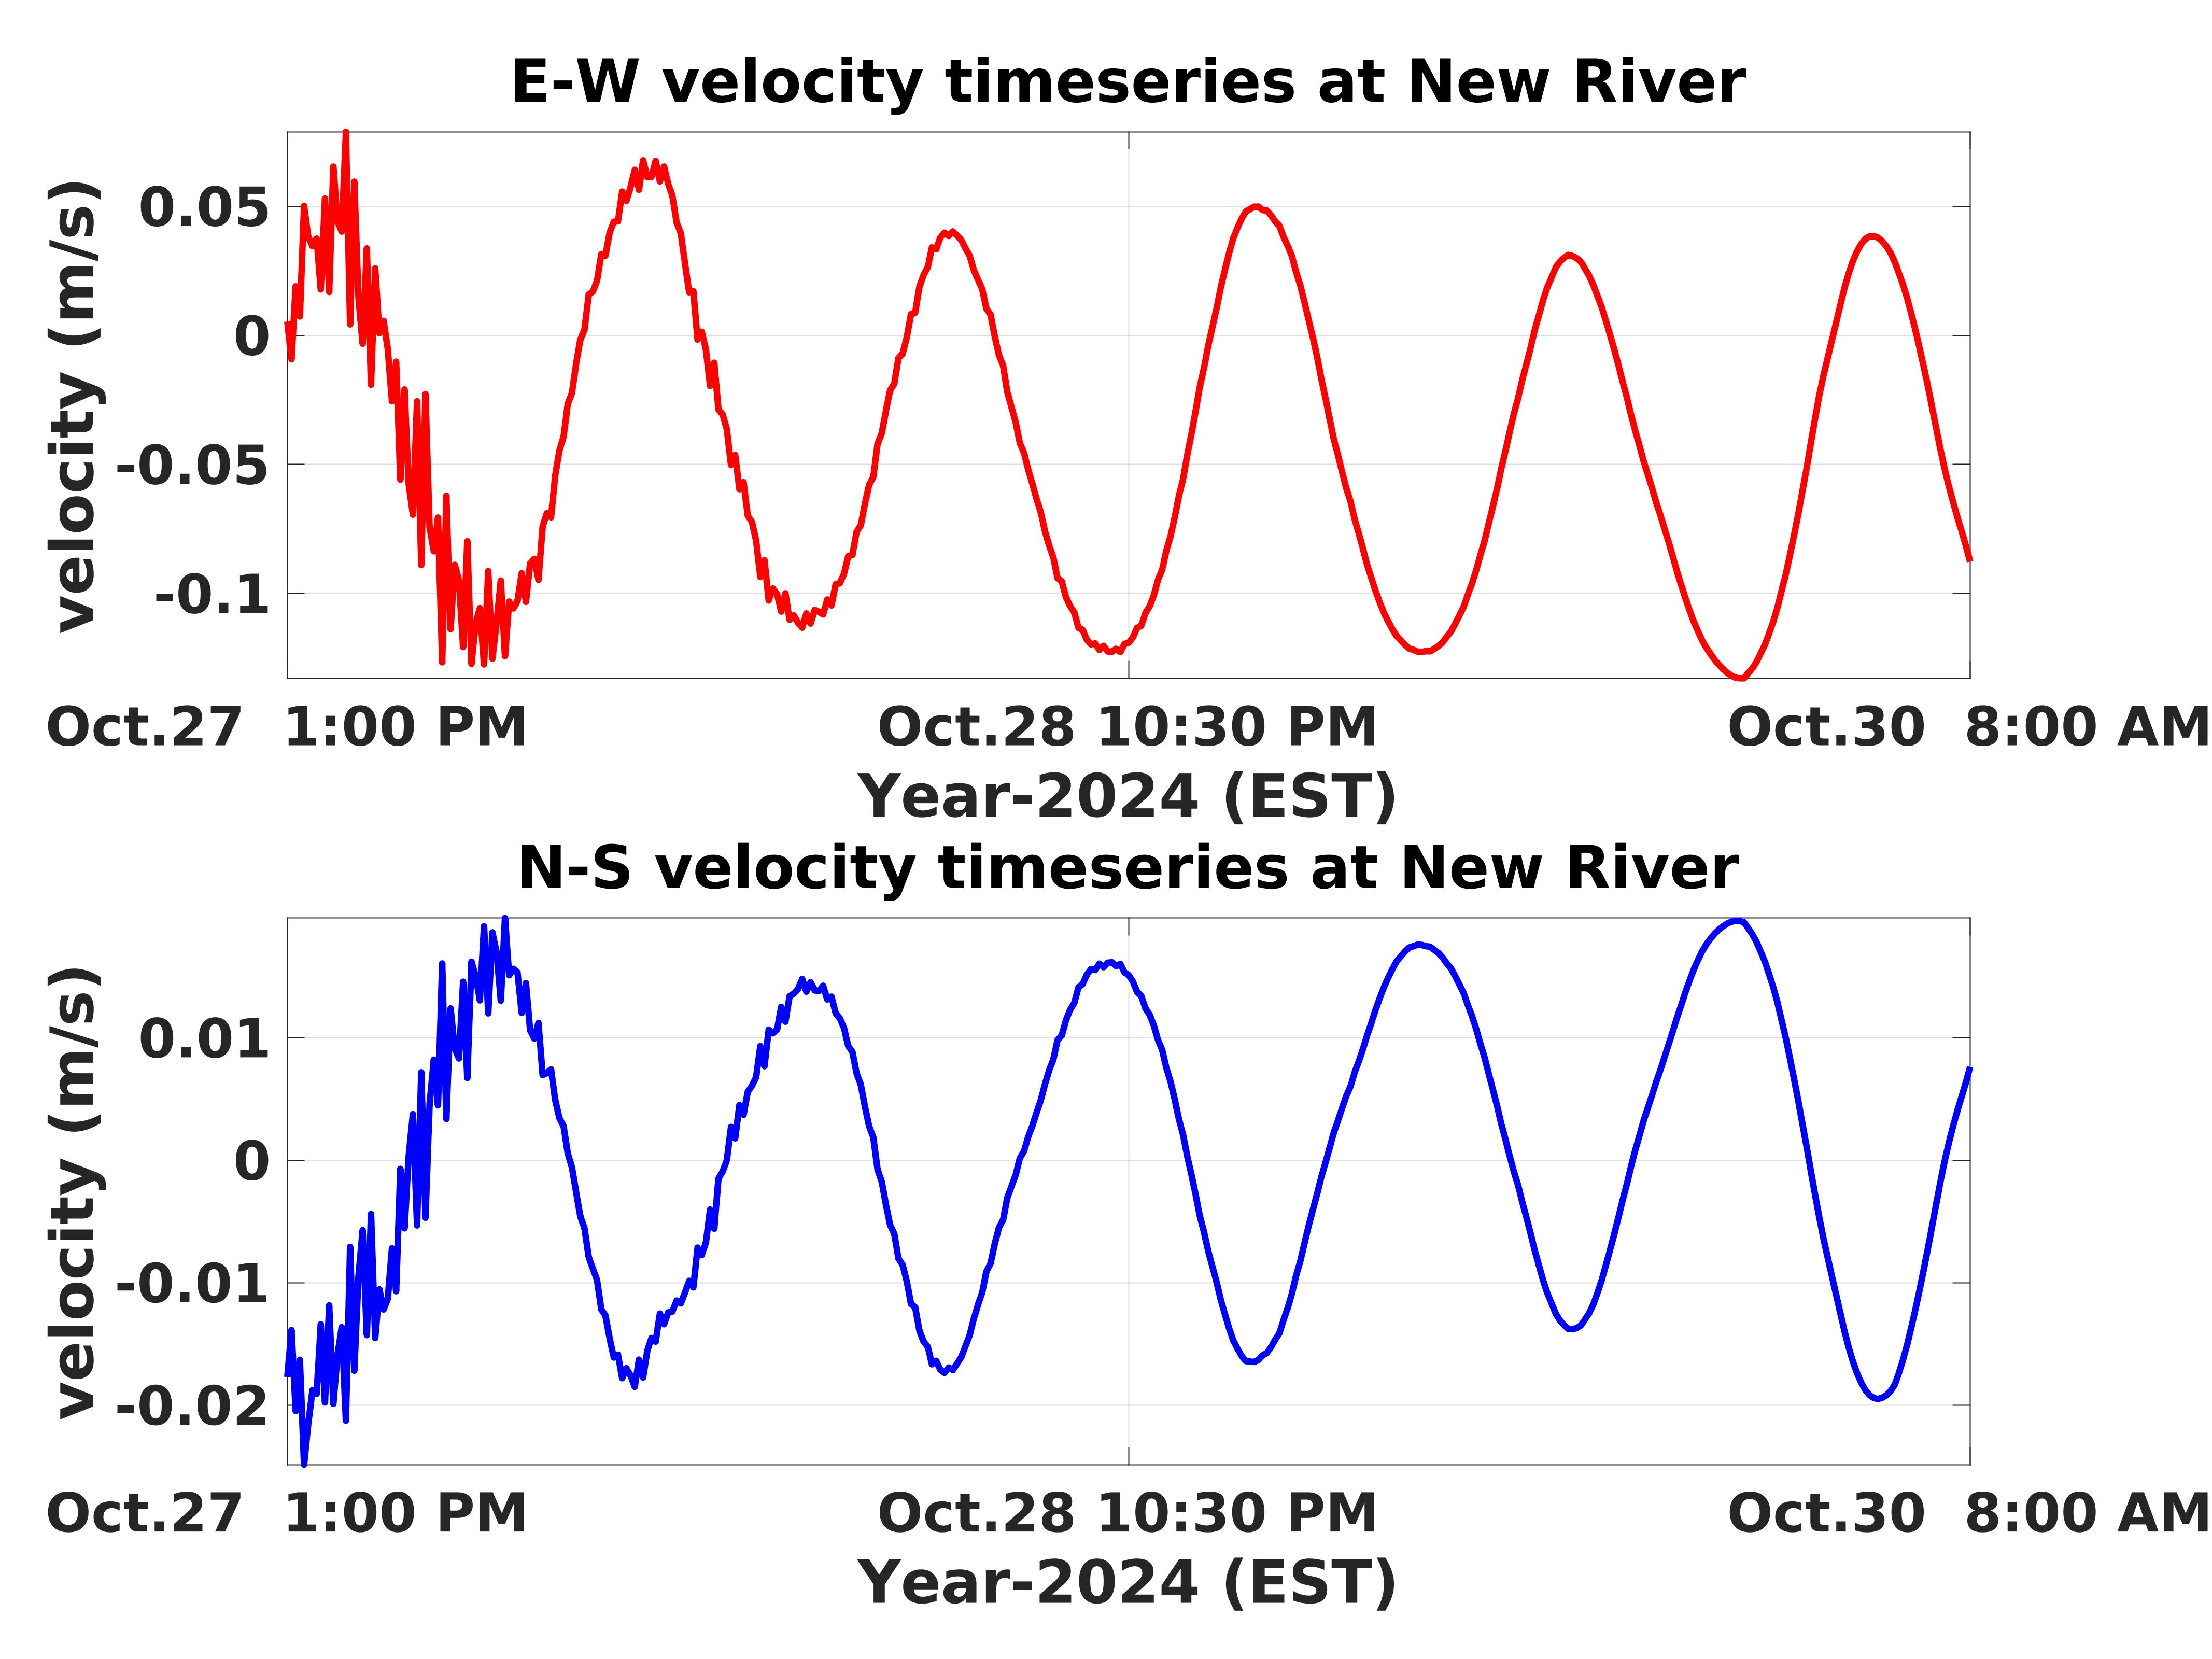 E-W velocity timeseries at New River
velocity (m/s)
0.05
0
-0.05
-0.1
Oct.27 1:00 PM Oct.28 10:30 PM Oct.30 8:00 AM
Year-2024 (EST)
N-S velocity timeseries at New River
velocity (m/s)
0.01
0
-0.01
-0.02
Oct.27 1:00 PM Oct.28 10:30 PM Oct.30 8:00 AM
Year-2024 (EST)